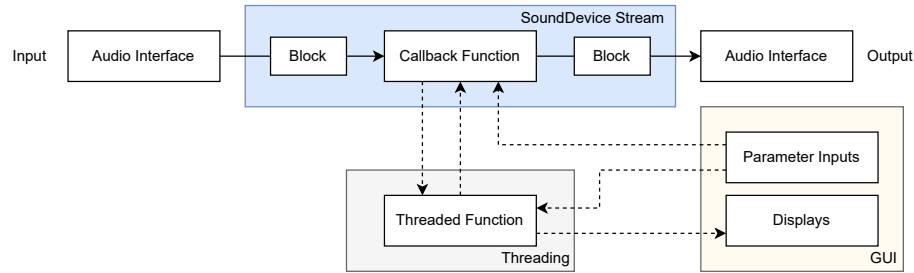 SoundDevice Stream
Input
Audio Interface
Block
Callback Function
Block
Audio Interface
Output
Parameter Inputs
Threaded Function
Displays
Threading
GUI